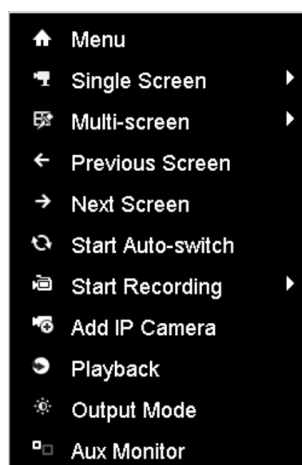 Menu
Single Screen
Multi-screen
Previous Screen
Next Screen
Start Auto-switch
Start Recording
Add IP Camera
Playback
Output Mode
Aux Monitor